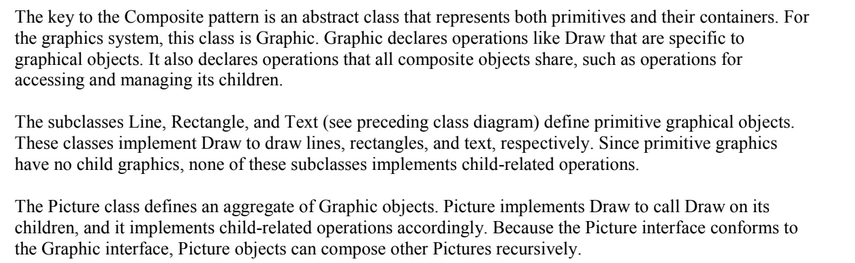 The key to the Composite pattern is an abstract class that represents both primitives and their containers. For
the graphics system, this class is Graphic. Graphic declares operations like Draw that are specific to
graphical objects. It also declares operations that all composite objects share, such as operations for
accessing and managing its children.
The subclasses Line, Rectangle, and Text (see preceding class diagram) define primitive graphical objects.
These classes implement Draw to draw lines, rectangles, and text, respectively. Since primitive graphics
have no child graphics, none of these subclasses implements child-related operations.
The Picture class defines an aggregate of Graphic objects. Picture implements Draw to call Draw on its
children, and it implements child-related operations accordingly. Because the Picture interface conforms to
the Graphic interface, Picture objects can compose other Pictures recursively.